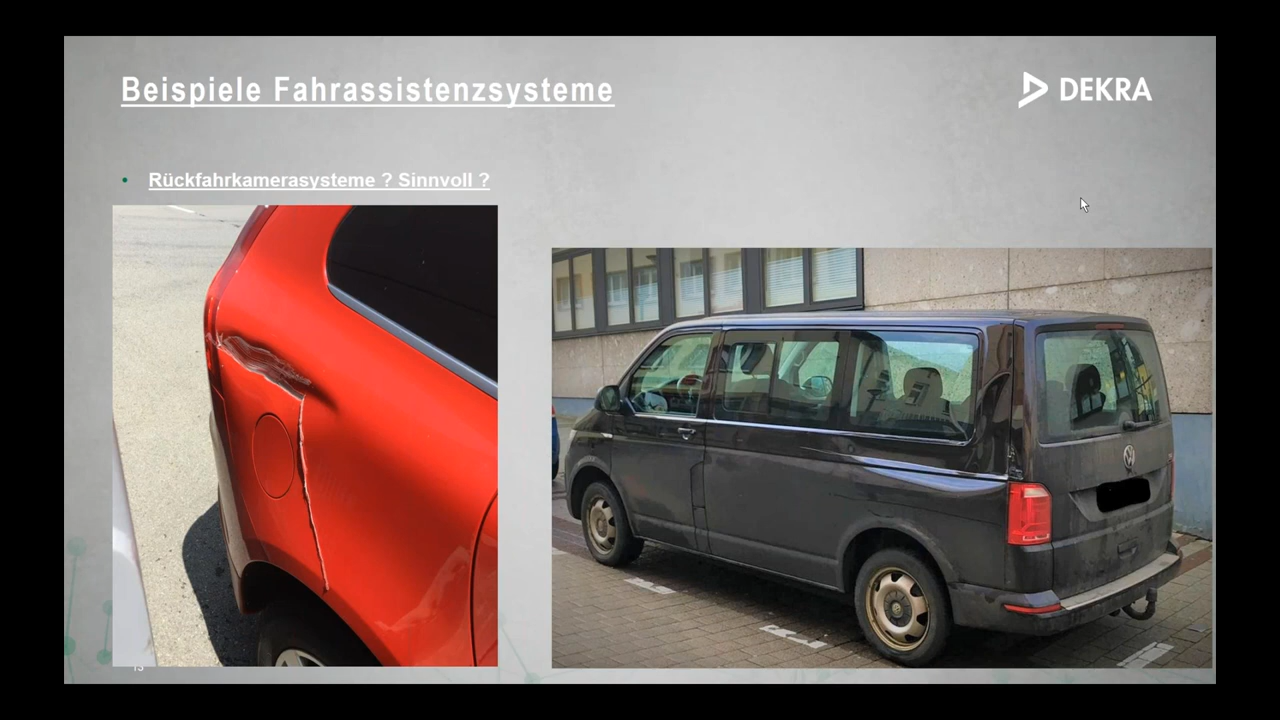 Beispiele Fahrassistenzsysteme
DEKRA
• Rückfahrkamerasysteme ? Sinnvoll ?